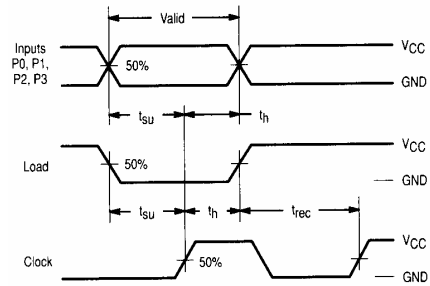 Valid
Inputs
P0, P1,
P2, P3
50%
VCC
GND
tsu
th
Load
50%
VCC
GND
tsu
th
trec
Clock
50%
VCC
GND